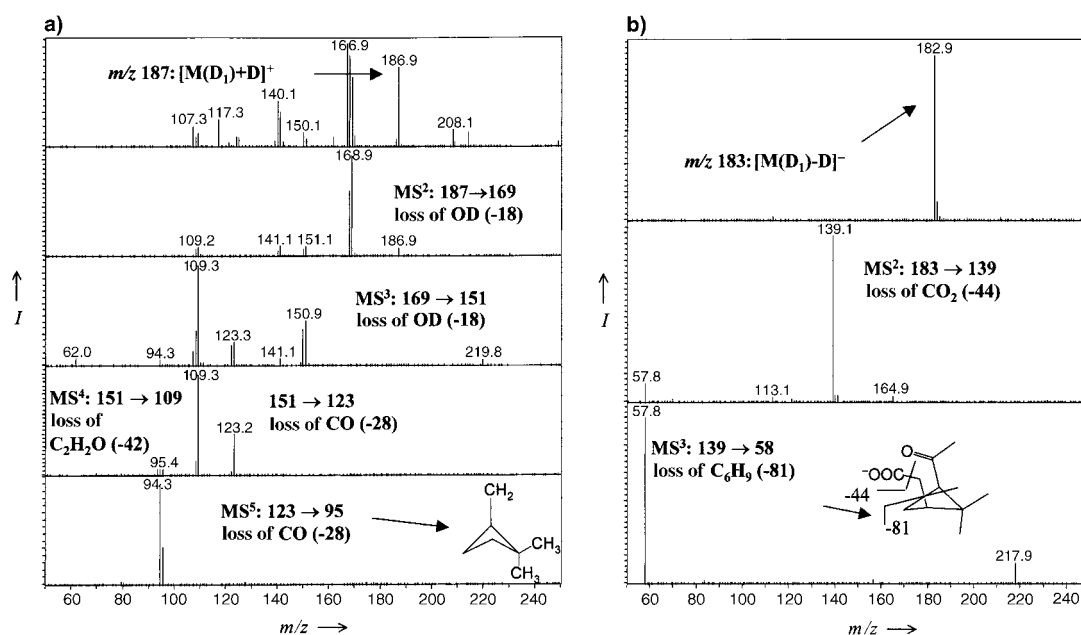 a)
m/z 187: [M(D1)+D]+
107.3
117.3
140.1
150.1
166.9
186.9
208.1
168.9
MS2: 187→169
loss of OD (-18)
109.2
141.1
151.1
186.9
109.3
MS3: 169 → 151
loss of OD (-18)
62.0
94.3
123.3
141.1
150.9
219.8
109.3
MS4: 151 → 109
loss of
C2H2O (-42)
151 → 123
loss of CO (-28)
95.4
123.2
94.3
MS5: 123 → 95
loss of CO (-28)
CH2
CH3
CH3
I
60 80 100 120 140 160 180 200 220 240
m/z
b)
182.9
m/z 183: [M(D1)-D]−
139.1
MS2: 183 → 139
loss of CO2 (-44)
57.8
113.1
164.9
57.8
MS3: 139 → 58
loss of C6H9 (-81)
O
−OOC
-44
-81
217.9
I
60 80 100 120 140 160 180 200 220 240
m/z